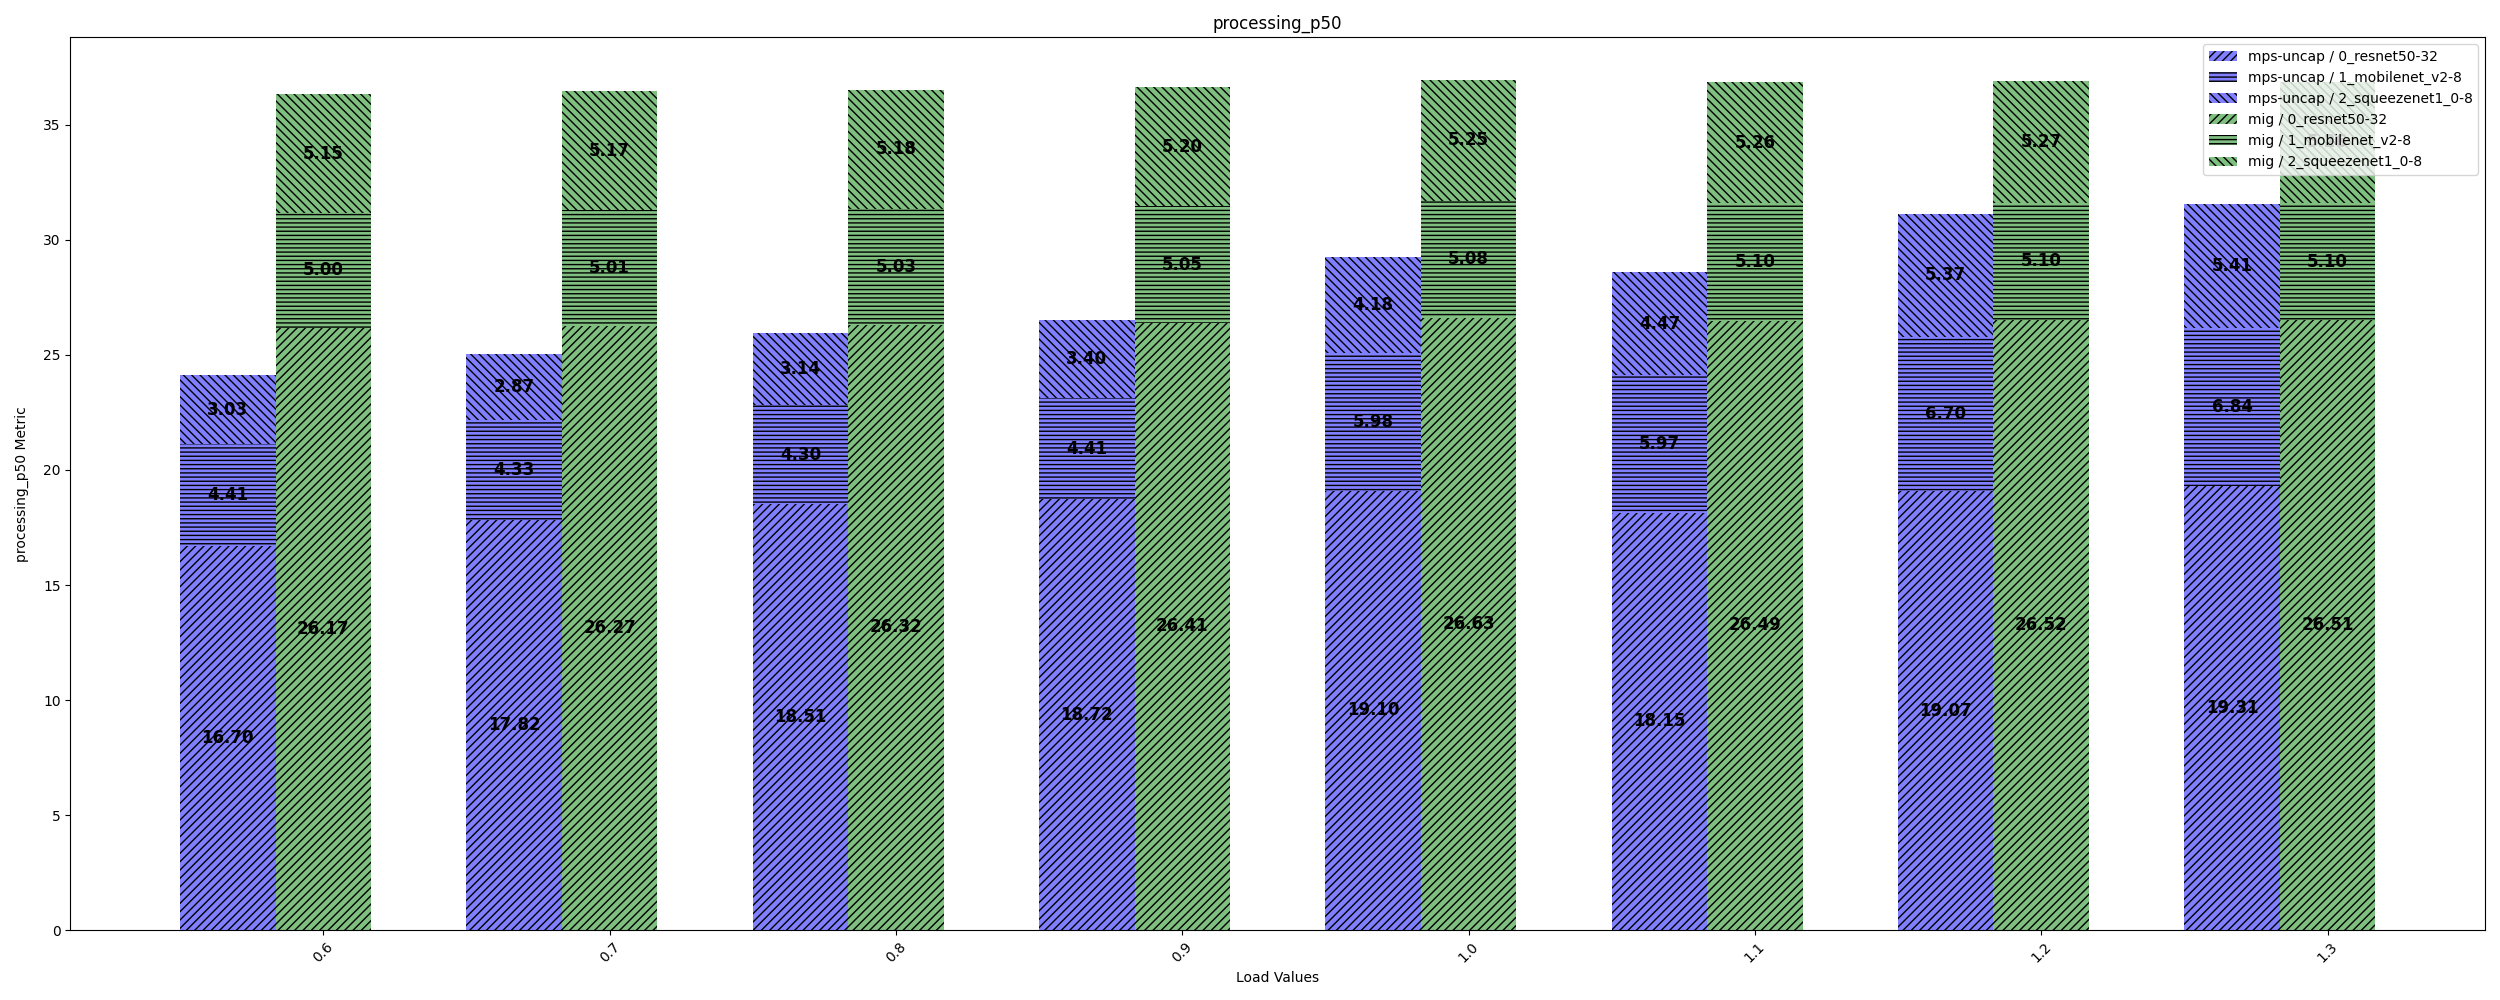 processing_p50
mps-uncap / 0_resnet50-32
mps-uncap / 1_mobilenet_v2-8
mps-uncap / 2_squeezenet1_0-8
mig / 0_resnet50-32
mig / 1_mobilenet_v2-8
mig / 2_squeezenet1_0-8
processing_p50 Metric
35
30
25
20
15
10
5
0
5.15 5.17 5.18 5.20 5.25 5.26 5.27
5.00 5.01 5.03 5.05 5.08 5.10 5.10 5.10
3.03 2.87 3.14 3.40 4.18 4.47 5.37 5.41
4.41 4.33 4.30 4.41 5.98 5.97 6.70 6.84
26.17 26.27 26.32 26.41 26.63 26.49 26.52 26.51
16.70 17.82 18.51 18.72 19.10 18.15 19.07 19.31
0.6 0.7 0.8 0.9 1.0 1.1 1.2 1.3
Load Values